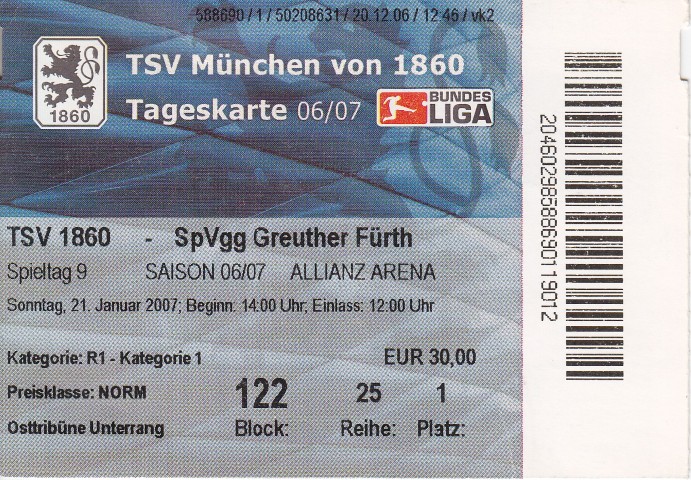 588690 / 1 / 50208631 / 20.12.06 / 12:46 / vk2
TSV München von 1860
1860
Tageskarte 06/07 BUNDES LIGA
TSV 1860 - SpVgg Greuther Fürth
Spieltag 9 SAISON 06/07 ALLIANZ ARENA
Sonntag, 21. Januar 2007; Beginn: 14:00 Uhr, Einlass: 12:00 Uhr
Kategorie: R1 - Kategorie 1 EUR 30,00
Preisklasse: NORM 122 25 1
Osttribüne Unterrang Block: Reihe: Platz:
20460298588690119012